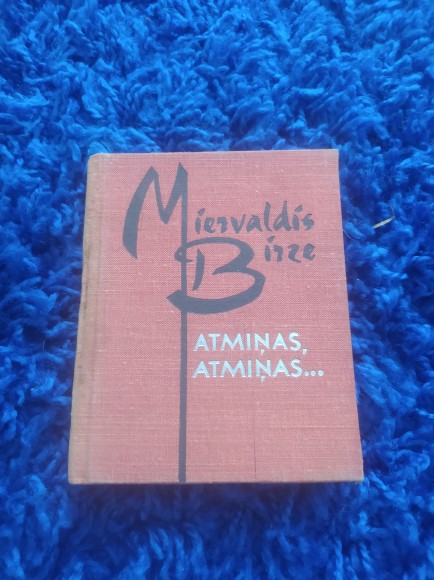 Miervaldis
Birze
ATMIŅAS,
ATMIŅAS...